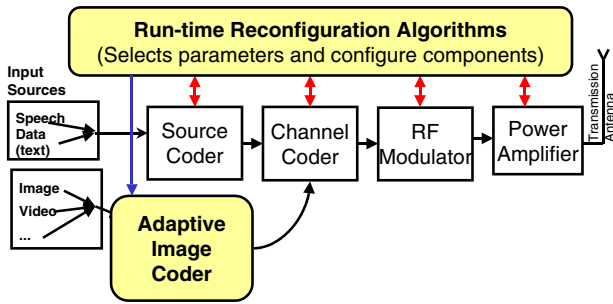 Run-time Reconfiguration Algorithms
(Selects parameters and configure components)
Input
Sources
Speech
Data
(text)
Source
Coder
Channel
Coder
RF
Modulator
Power
Amplifier
Transmission
Antenna
Image
Video
...
Adaptive
Image
Coder